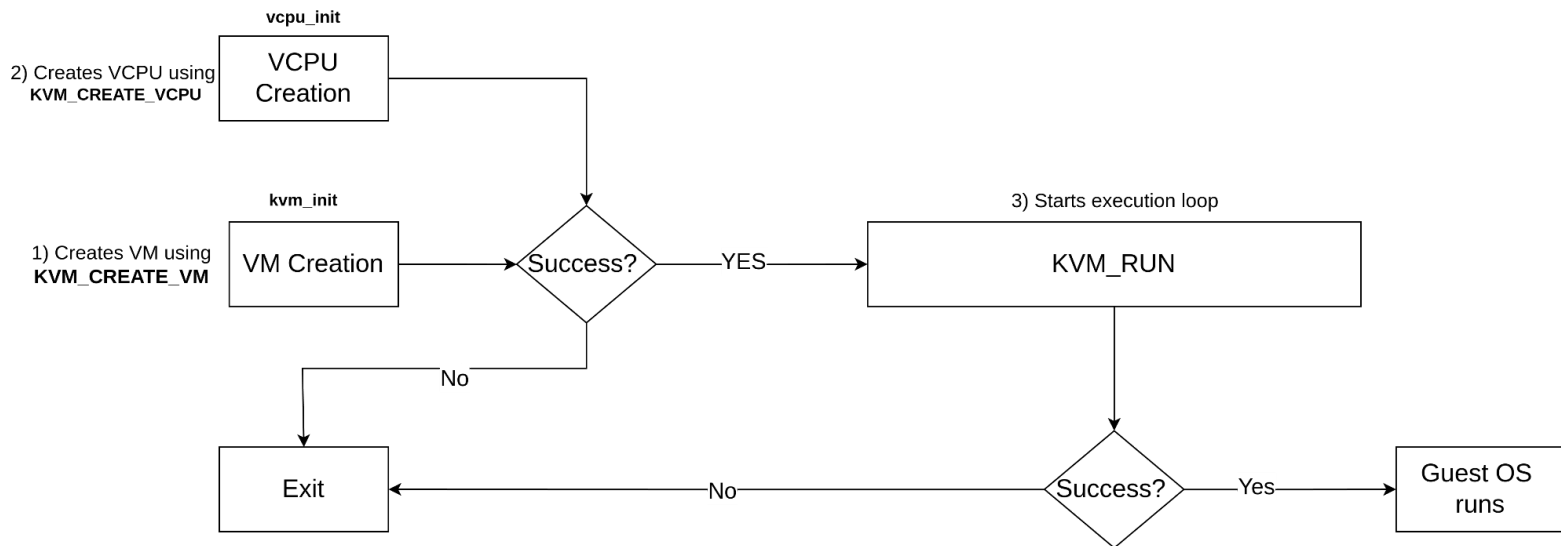 vcpu_init
2) Creates VCPU using
KVM_CREATE_VCPU
VCPU
Creation
kvm_init
1) Creates VM using
KVM_CREATE_VM
VM Creation
Success?
YES
3) Starts execution loop
KVM_RUN
No
Exit
No
Success?
Yes
Guest OS
runs